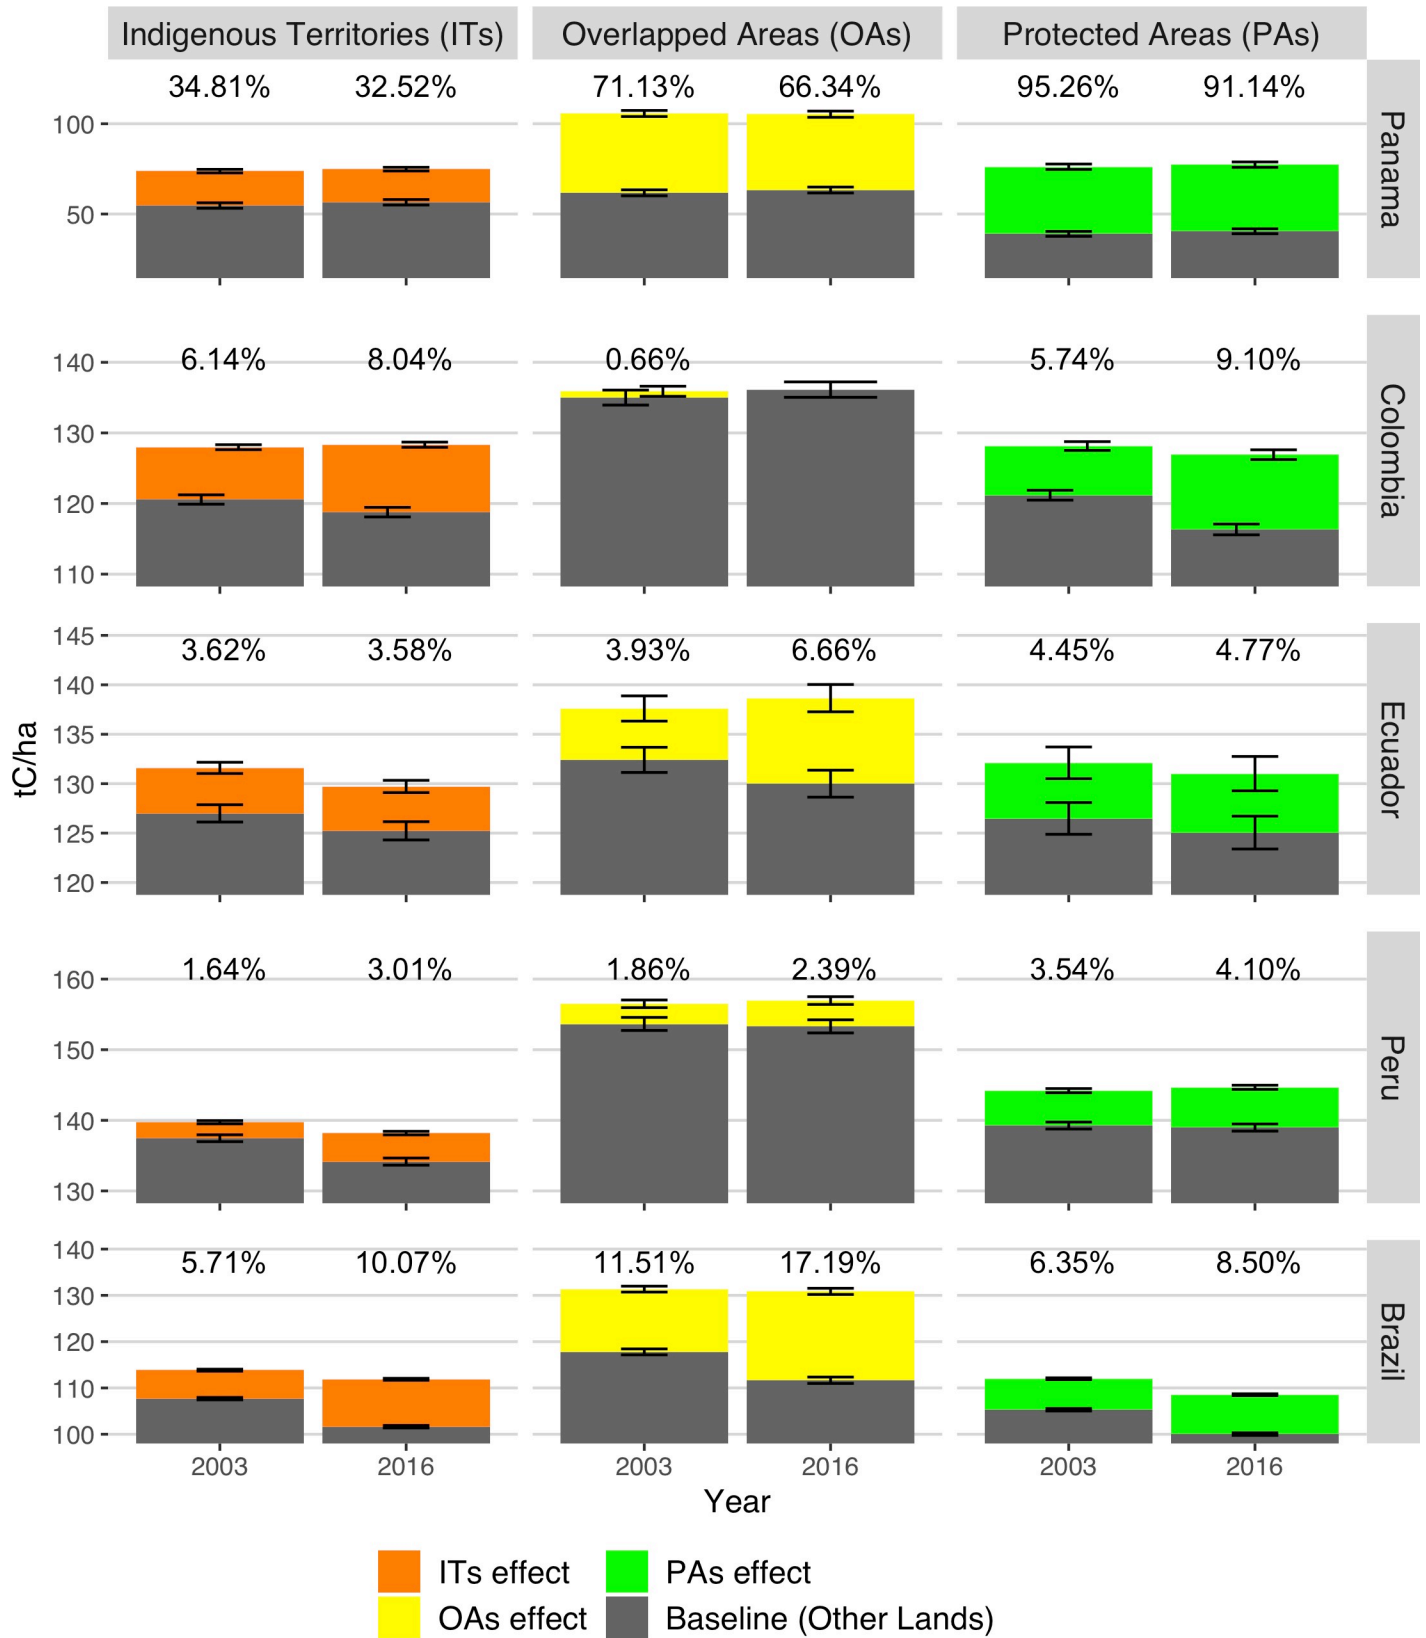 Indigenous Territories (ITs) Overlapped Areas (OAs) Protected Areas (PAs)
34.81% 32.52% 71.13% 66.34% 95.26% 91.14%
100
50
Panama
6.14% 8.04% 0.66% 5.74% 9.10%
140
130
120
110
Colombia
145
3.62% 3.58% 3.93% 6.66% 4.45% 4.77%
140
135
130
125
120
Ecuador
tC/ha
1.64% 3.01% 1.86% 2.39% 3.54% 4.10%
160
150
140
130
Peru
140
5.71% 10.07% 11.51% 17.19% 6.35% 8.50%
130
120
110
100
Brazil
2003 2016 2003 2016 2003 2016
Year
ITs effect PAs effect
OAs effect Baseline (Other Lands)